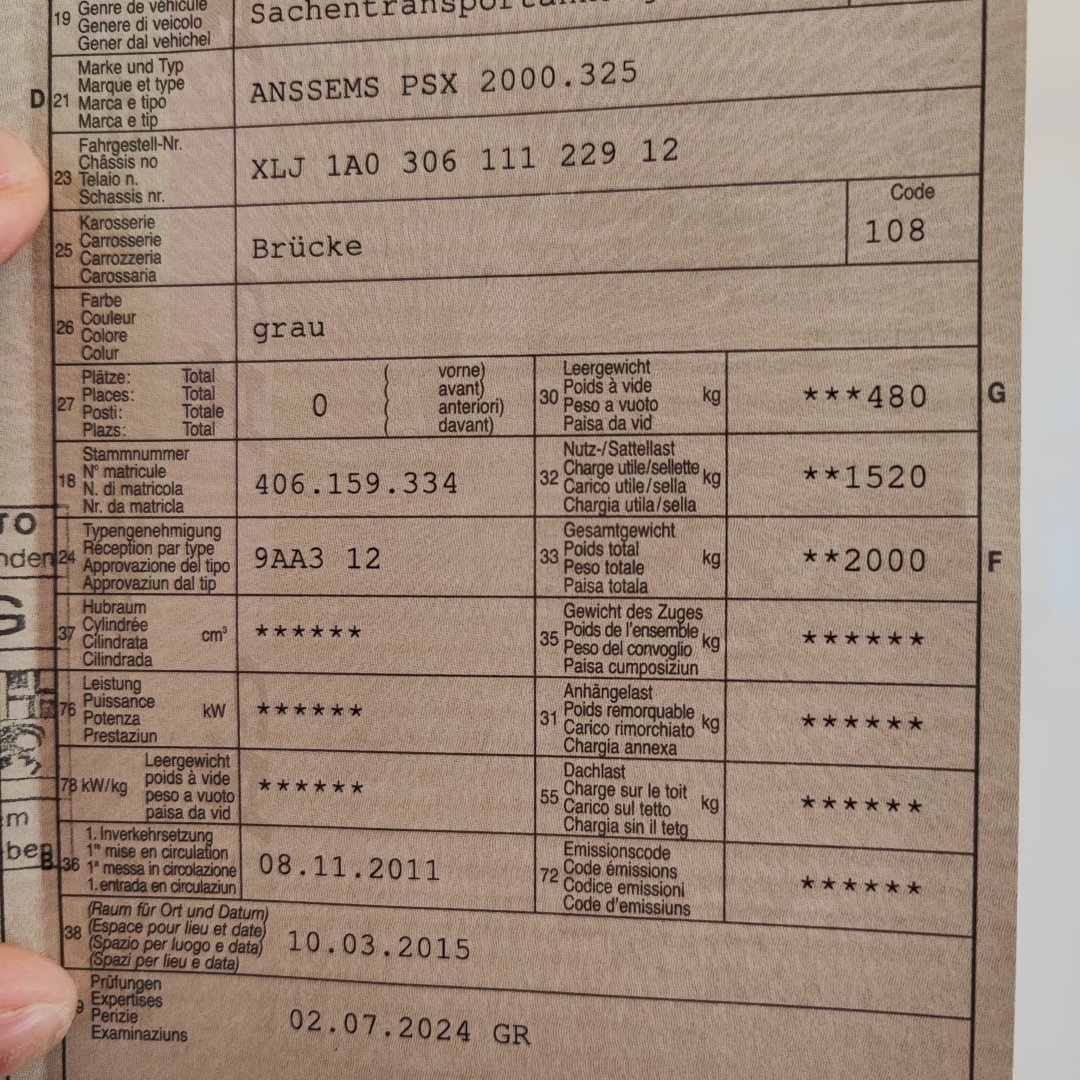 19 Genre de véhicule
Genere di veicolo
Gener dal vehichel
D 21 Marke und Typ
Marque et type
Marca e tipo
Marca e tip
ANSSEMS PSX 2000.325
23 Fahrgestell-Nr.
Châssis no
Telaio n.
Schassis nr.
XLJ 1A0 306 111 229 12
25 Karosserie
Carrosserie
Carrozzeria
Carossaria
Brücke
Code
108
26 Farbe
Couleur
Colore
Colur
grau
27 Plätze: Total
Places: Total
Posti: Totale
Plazs: Total
0 ( vorne)
( avant)
( anteriori)
( davant)
30 Leergewicht
Poids à vide
Peso a vuoto
Paisa da vid
kg ***480 G
18 Stammnummer
N° matricule
N. di matricola
Nr. da matricla
406.159.334
32 Nutz-/Sattellast
Charge utile/sellette
Carico utile/sella
Chargia utila/sella
kg **1520
24 Typengenehmigung
Réception par type
Approvazione del tipo
Approvaziun dal tip
9AA3 12
33 Gesamtgewicht
Poids total
Peso totale
Paisa totala
kg **2000 F
37 Hubraum
Cylindrée
Cilindrata
Cilindrada
cm³ ******
35 Gewicht des Zuges
Poids de l'ensemble
Peso del convoglio
Paisa cumposiziun
kg ******
76 Leistung
Puissance
Potenza
Prestaziun
kW ******
31 Anhängelast
Poids remorquable
Carico rimorchiato
Chargia annexa
kg ******
78 kW/kg Leergewicht
poids à vide
peso a vuoto
paisa da vid
******
55 Dachlast
Charge sur le toit
Carico sul tetto
Chargia sin il tetg
kg ******
B 36 1. Inverkehrsetzung
1re mise en circulation
1a messa in circolazione
1. entrada en circulaziun
08.11.2011
72 Emissionscode
Code émissions
Codice emissioni
Code d'emissiuns
******
38 (Raum für Ort und Datum)
(Espace pour lieu et date)
(Spazio per luogo e data)
(Spazi per lieu e data)
10.03.2015
9 Prüfungen
Expertises
Perizie
Examinaziuns
02.07.2024 GR